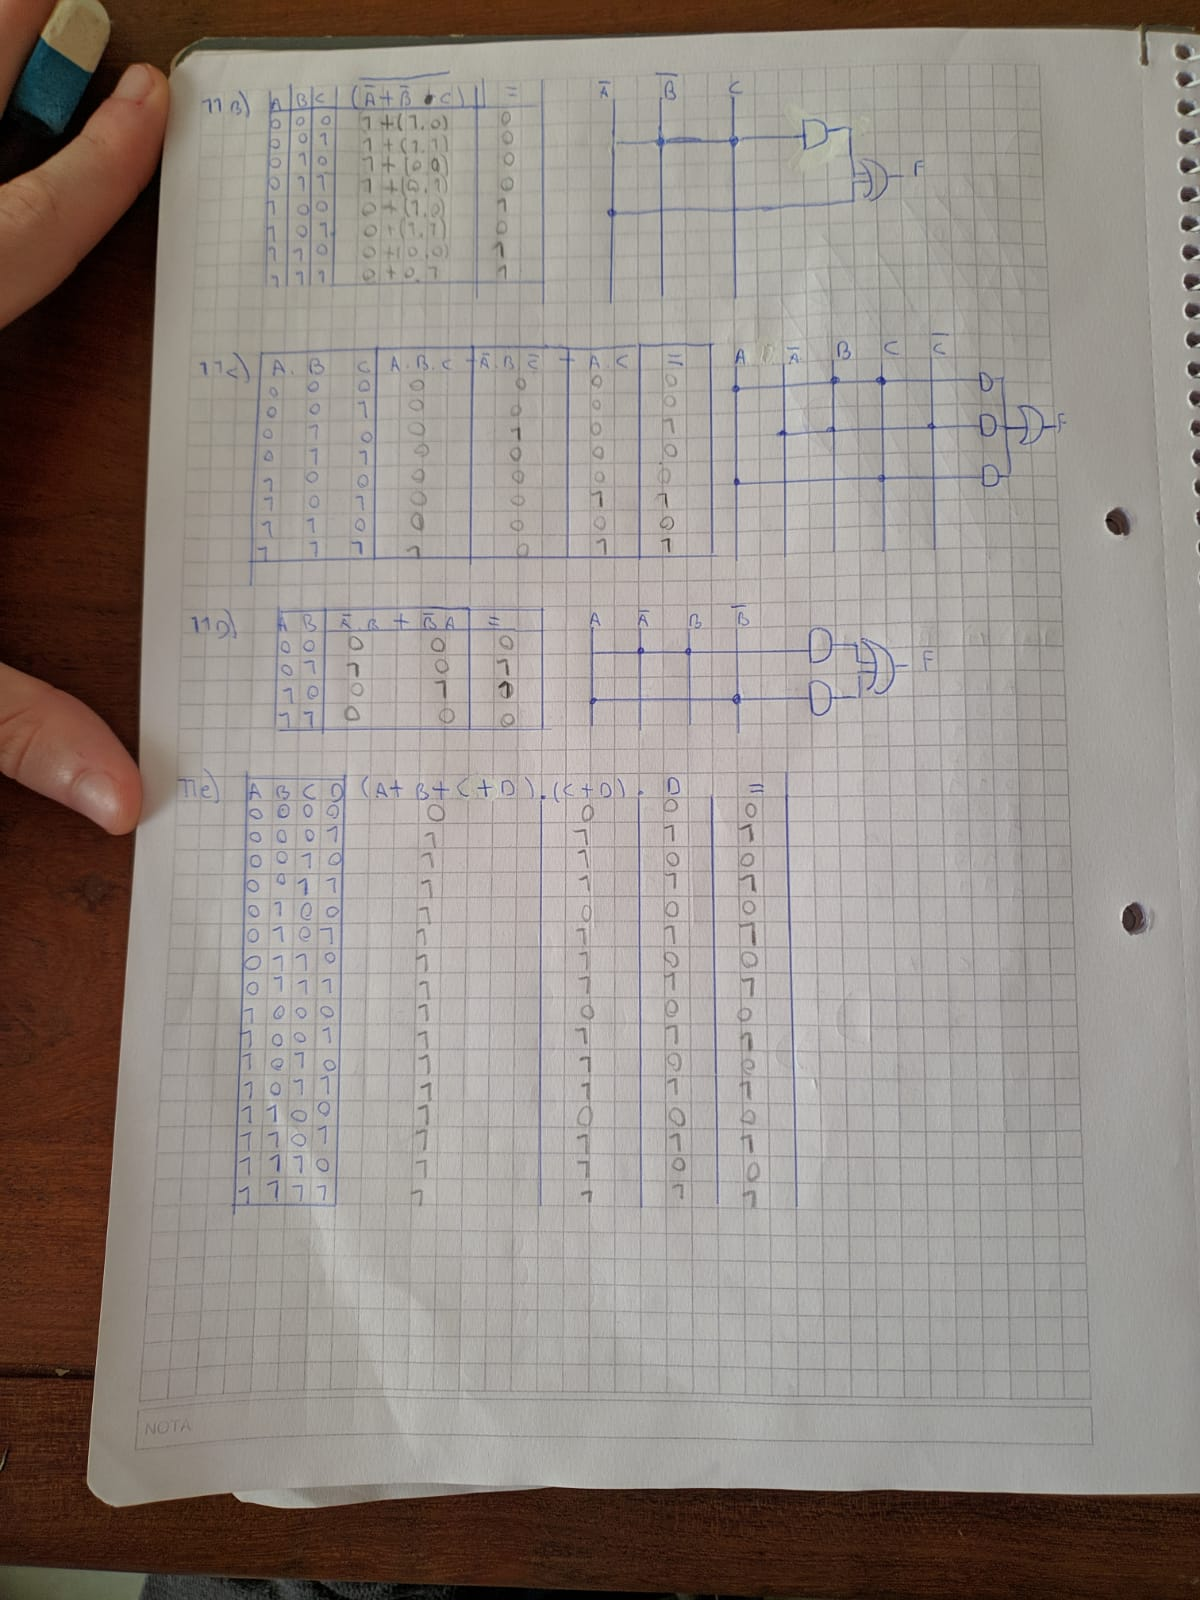 11B) A B C (A̅+B̅•C) =
0 0 0 1+(1.0) 0
0 0 1 1+(1.1) 0
0 1 0 1+(0.0) 0
0 1 1 1+(0.1) 0
1 0 0 0+(1.0) 1
1 0 1 0+(1.1) 0
1 1 0 0+(0.0) 1
1 1 1 0+0.1 1
A̅ B̅ C
F
11C) A. B C A.B.C + A̅.B.C̅ + A.C =
0 0 0 0 0 0 0
0 0 1 0 0 0 0
0 1 0 0 1 0 1
0 1 1 0 0 0 0
1 0 0 0 0 0 0
1 0 1 0 0 1 1
1 1 0 0 0 0 0
1 1 1 1 0 1 1
A A̅ B C C̅
F
11D) A B A̅.B + B̅A =
0 0 0 0 0
0 1 1 0 1
1 0 0 1 1
1 1 0 0 0
A A̅ B B̅
F
11e) A B C D (A+B+C+D).(C+D). D =
0 0 0 0 0 0 0 0
0 0 0 1 1 1 1 1
0 0 1 0 1 1 0 0
0 0 1 1 1 1 1 1
0 1 0 0 1 0 0 0
0 1 0 1 1 1 1 1
0 1 1 0 1 1 0 0
0 1 1 1 1 1 1 1
1 0 0 0 1 0 0 0
1 0 0 1 1 1 1 1
1 0 1 0 1 1 0 0
1 0 1 1 1 1 1 1
1 1 0 0 1 0 0 0
1 1 0 1 1 1 1 1
1 1 1 0 1 1 0 0
1 1 1 1 1 1 1 1
NOTA